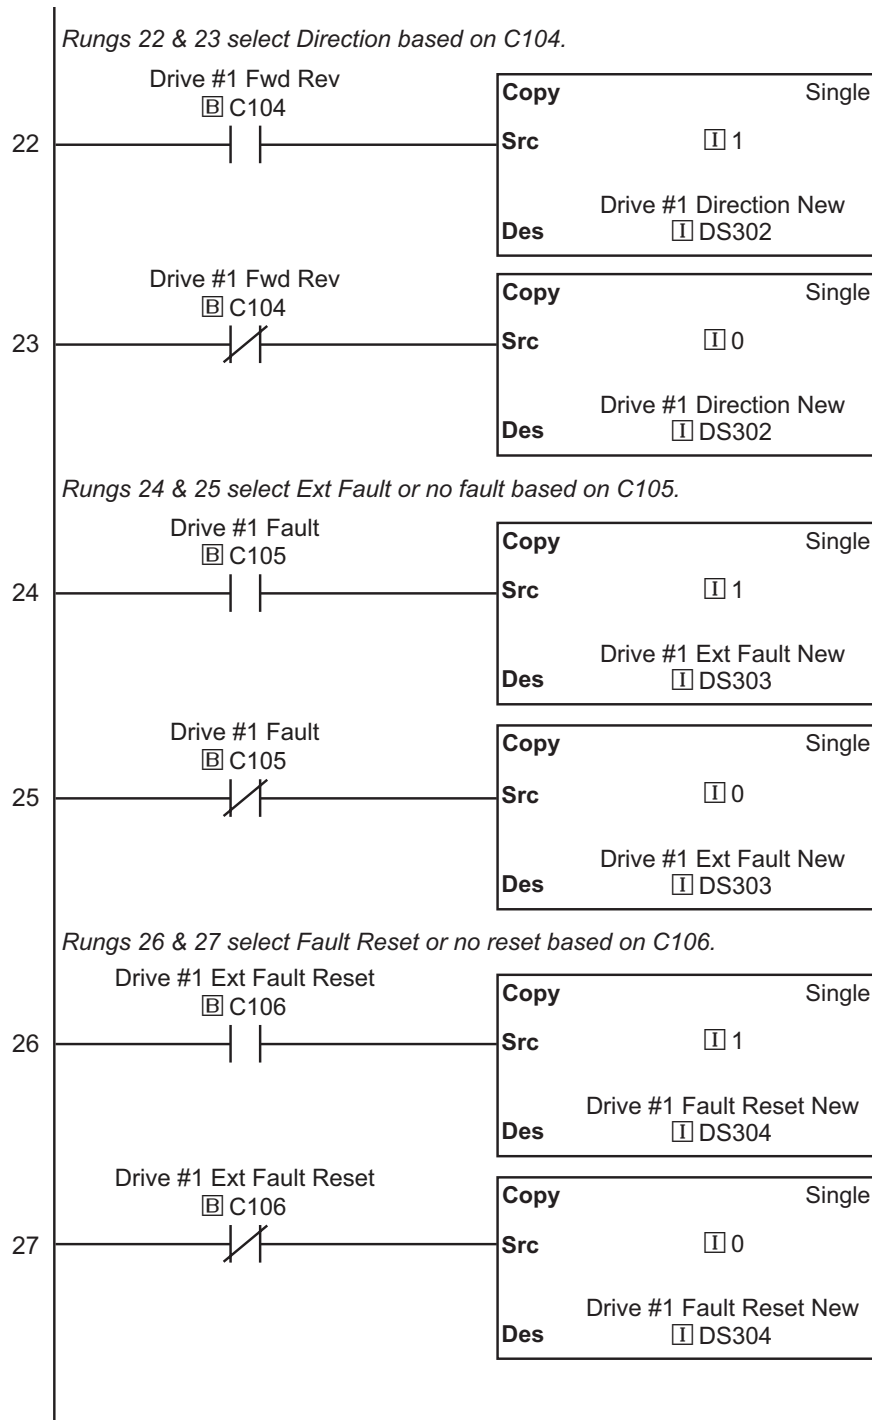 Rungs 22 & 23 select Direction based on C104.
Drive #1 Fwd Rev
B C104
22
Copy Single
Src I 1
Drive #1 Direction New
Des I DS302
Drive #1 Fwd Rev
B C104
23
Copy Single
Src I 0
Drive #1 Direction New
Des I DS302
Rungs 24 & 25 select Ext Fault or no fault based on C105.
Drive #1 Fault
B C105
24
Copy Single
Src I 1
Drive #1 Ext Fault New
Des I DS303
Drive #1 Fault
B C105
25
Copy Single
Src I 0
Drive #1 Ext Fault New
Des I DS303
Rungs 26 & 27 select Fault Reset or no reset based on C106.
Drive #1 Ext Fault Reset
B C106
26
Copy Single
Src I 1
Drive #1 Fault Reset New
Des I DS304
Drive #1 Ext Fault Reset
B C106
27
Copy Single
Src I 0
Drive #1 Fault Reset New
Des I DS304